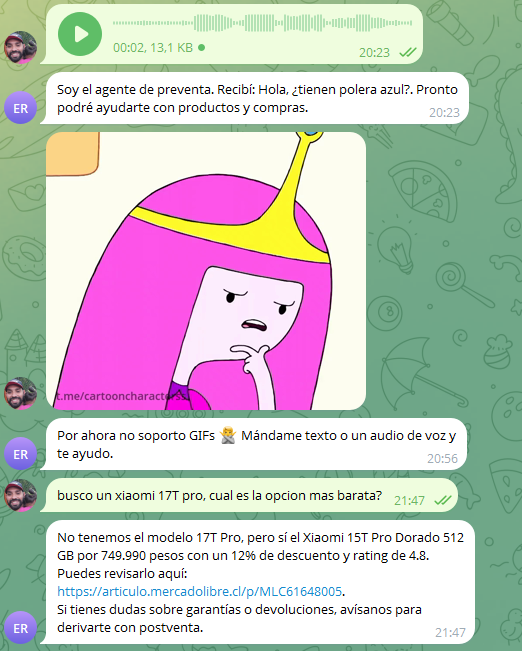 00:02, 13,1 KB
20:23
ER
Soy el agente de preventa. Recibí: Hola, ¿tienen polera azul?. Pronto
podré ayudarte con productos y compras.
20:23
t.me/cartooncharacters
ER
Por ahora no soporto GIFs 🙅 Mándame texto o un audio de voz y
te ayudo.
20:56
busco un xiaomi 17T pro, cual es la opcion mas barata?
21:47
ER
No tenemos el modelo 17T Pro, pero sí el Xiaomi 15T Pro Dorado 512
GB por 749.990 pesos con un 12% de descuento y rating de 4.8.
Puedes revisarlo aquí:
https://articulo.mercadolibre.cl/p/MLC61648005.
Si tienes dudas sobre garantías o devoluciones, avísanos para
derivarte con postventa.
21:47